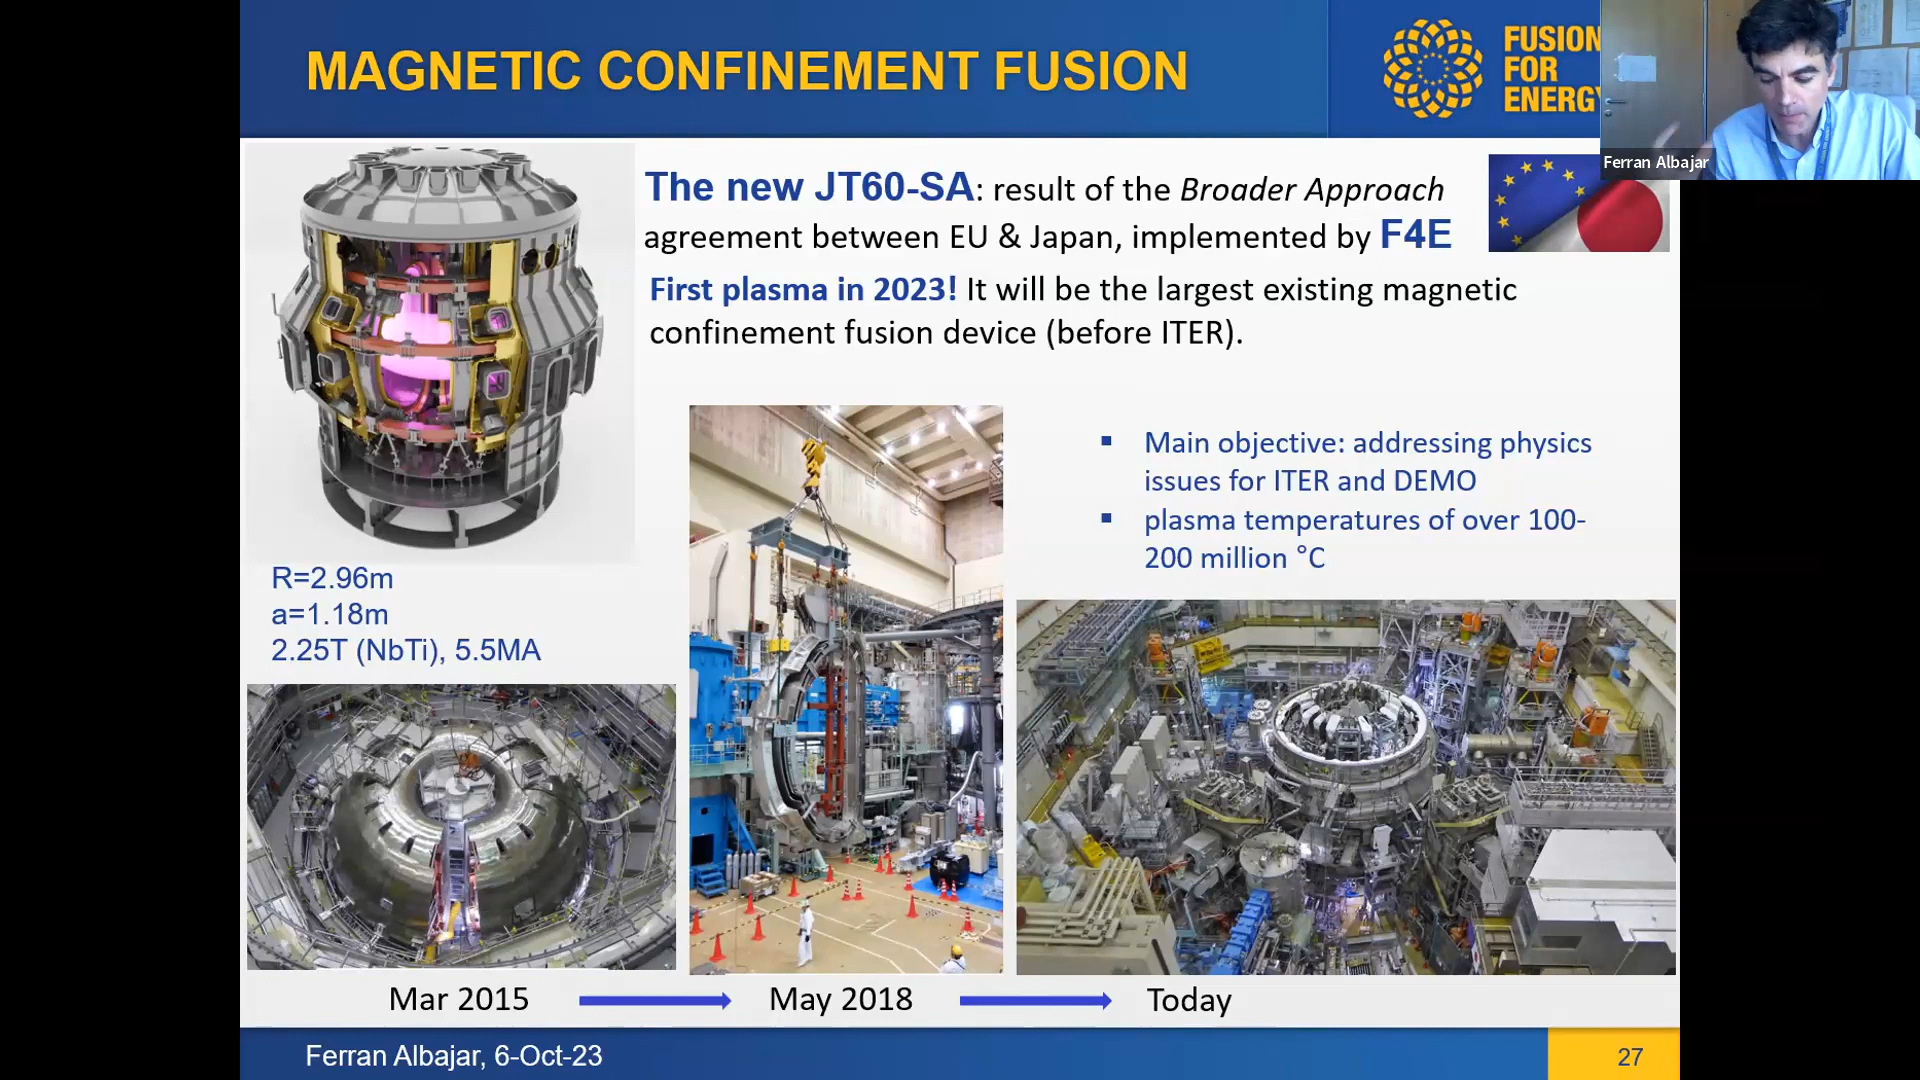 MAGNETIC CONFINEMENT FUSION
FUSION
FOR
ENERGY
Ferran Albajar
The new JT60-SA: result of the Broader Approach
agreement between EU & Japan, implemented by F4E
First plasma in 2023! It will be the largest existing magnetic
confinement fusion device (before ITER).
▪ Main objective: addressing physics
issues for ITER and DEMO
▪ plasma temperatures of over 100-
200 million °C
R=2.96m
a=1.18m
2.25T (NbTi), 5.5MA
Mar 2015
May 2018
Today
Ferran Albajar, 6-Oct-23
27